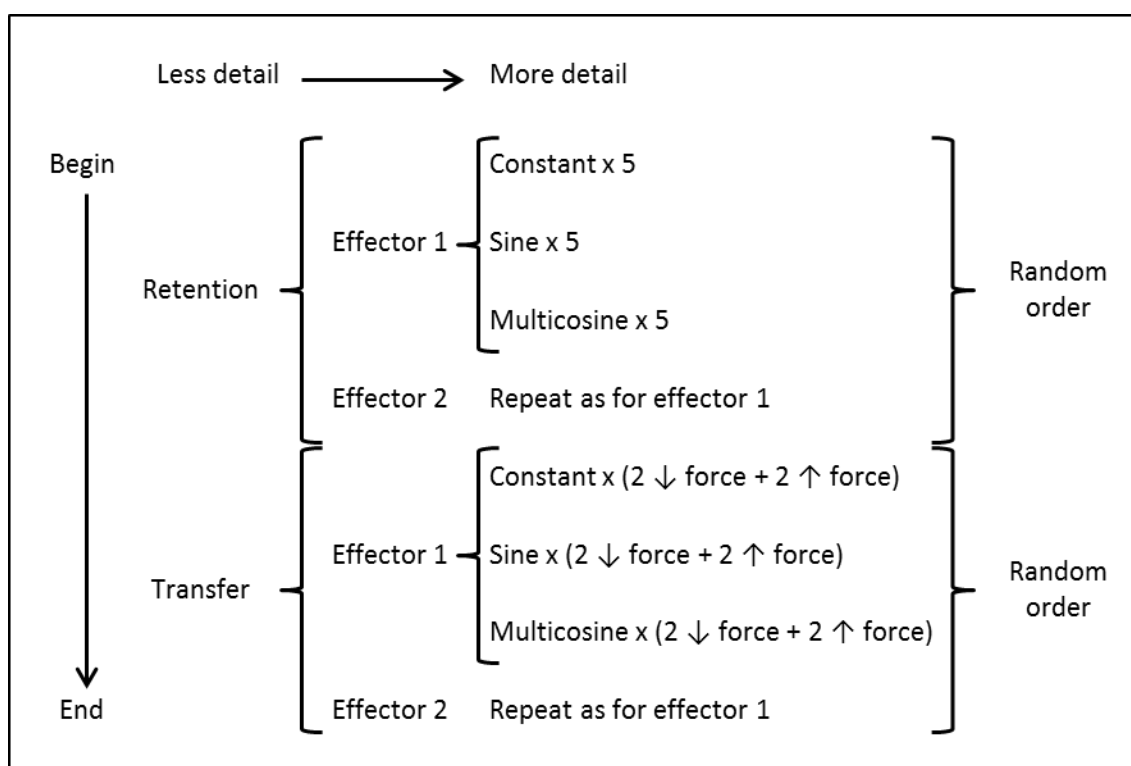 Less detail
More detail
Begin
Constant x 5
Effector 1
Sine x 5
Retention
Random
order
Multicosine x 5
Effector 2
Repeat as for effector 1
Constant x (2 ↓ force + 2 ↑ force)
Effector 1
Sine x (2 ↓ force + 2 ↑ force)
Transfer
Random
order
Multicosine x (2 ↓ force + 2 ↑ force)
End
Effector 2
Repeat as for effector 1